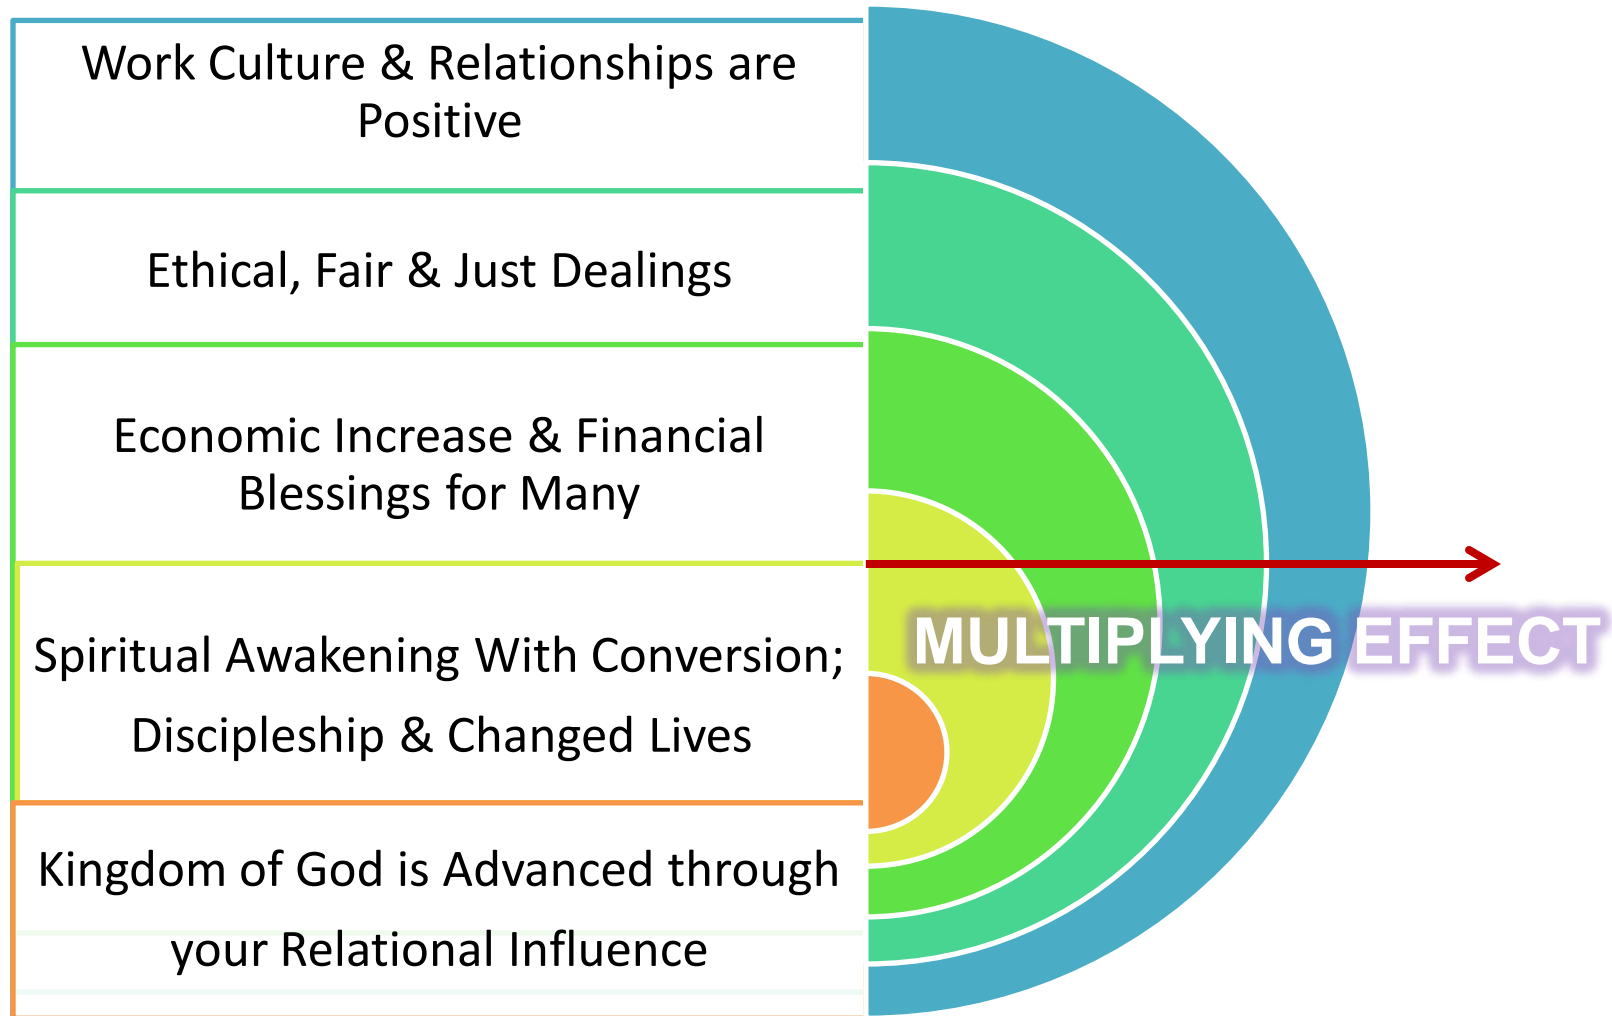 Work Culture & Relationships are
Positive
Ethical, Fair & Just Dealings
Economic Increase & Financial
Blessings for Many
Spiritual Awakening With Conversion;
Discipleship & Changed Lives
Kingdom of God is Advanced through
your Relational Influence
MULTIPLYING EFFECT